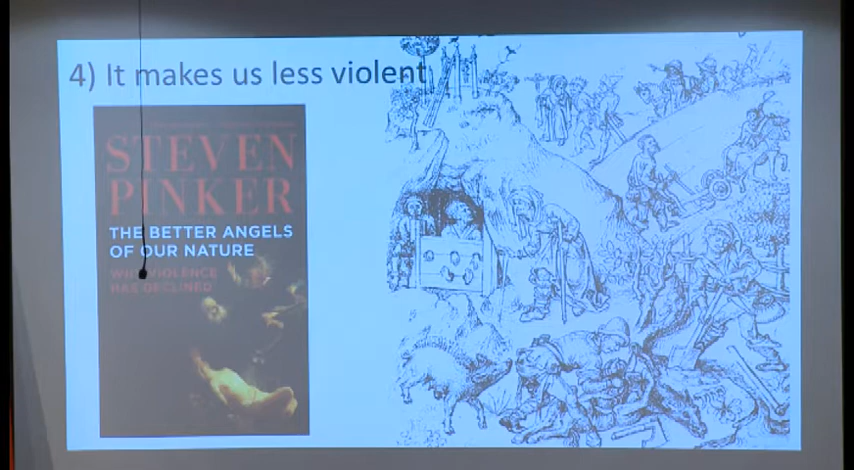 4) It makes us less violent
STEVEN
PINKER
THE BETTER ANGELS
OF OUR NATURE
WHY VIOLENCE
HAS DECLINED